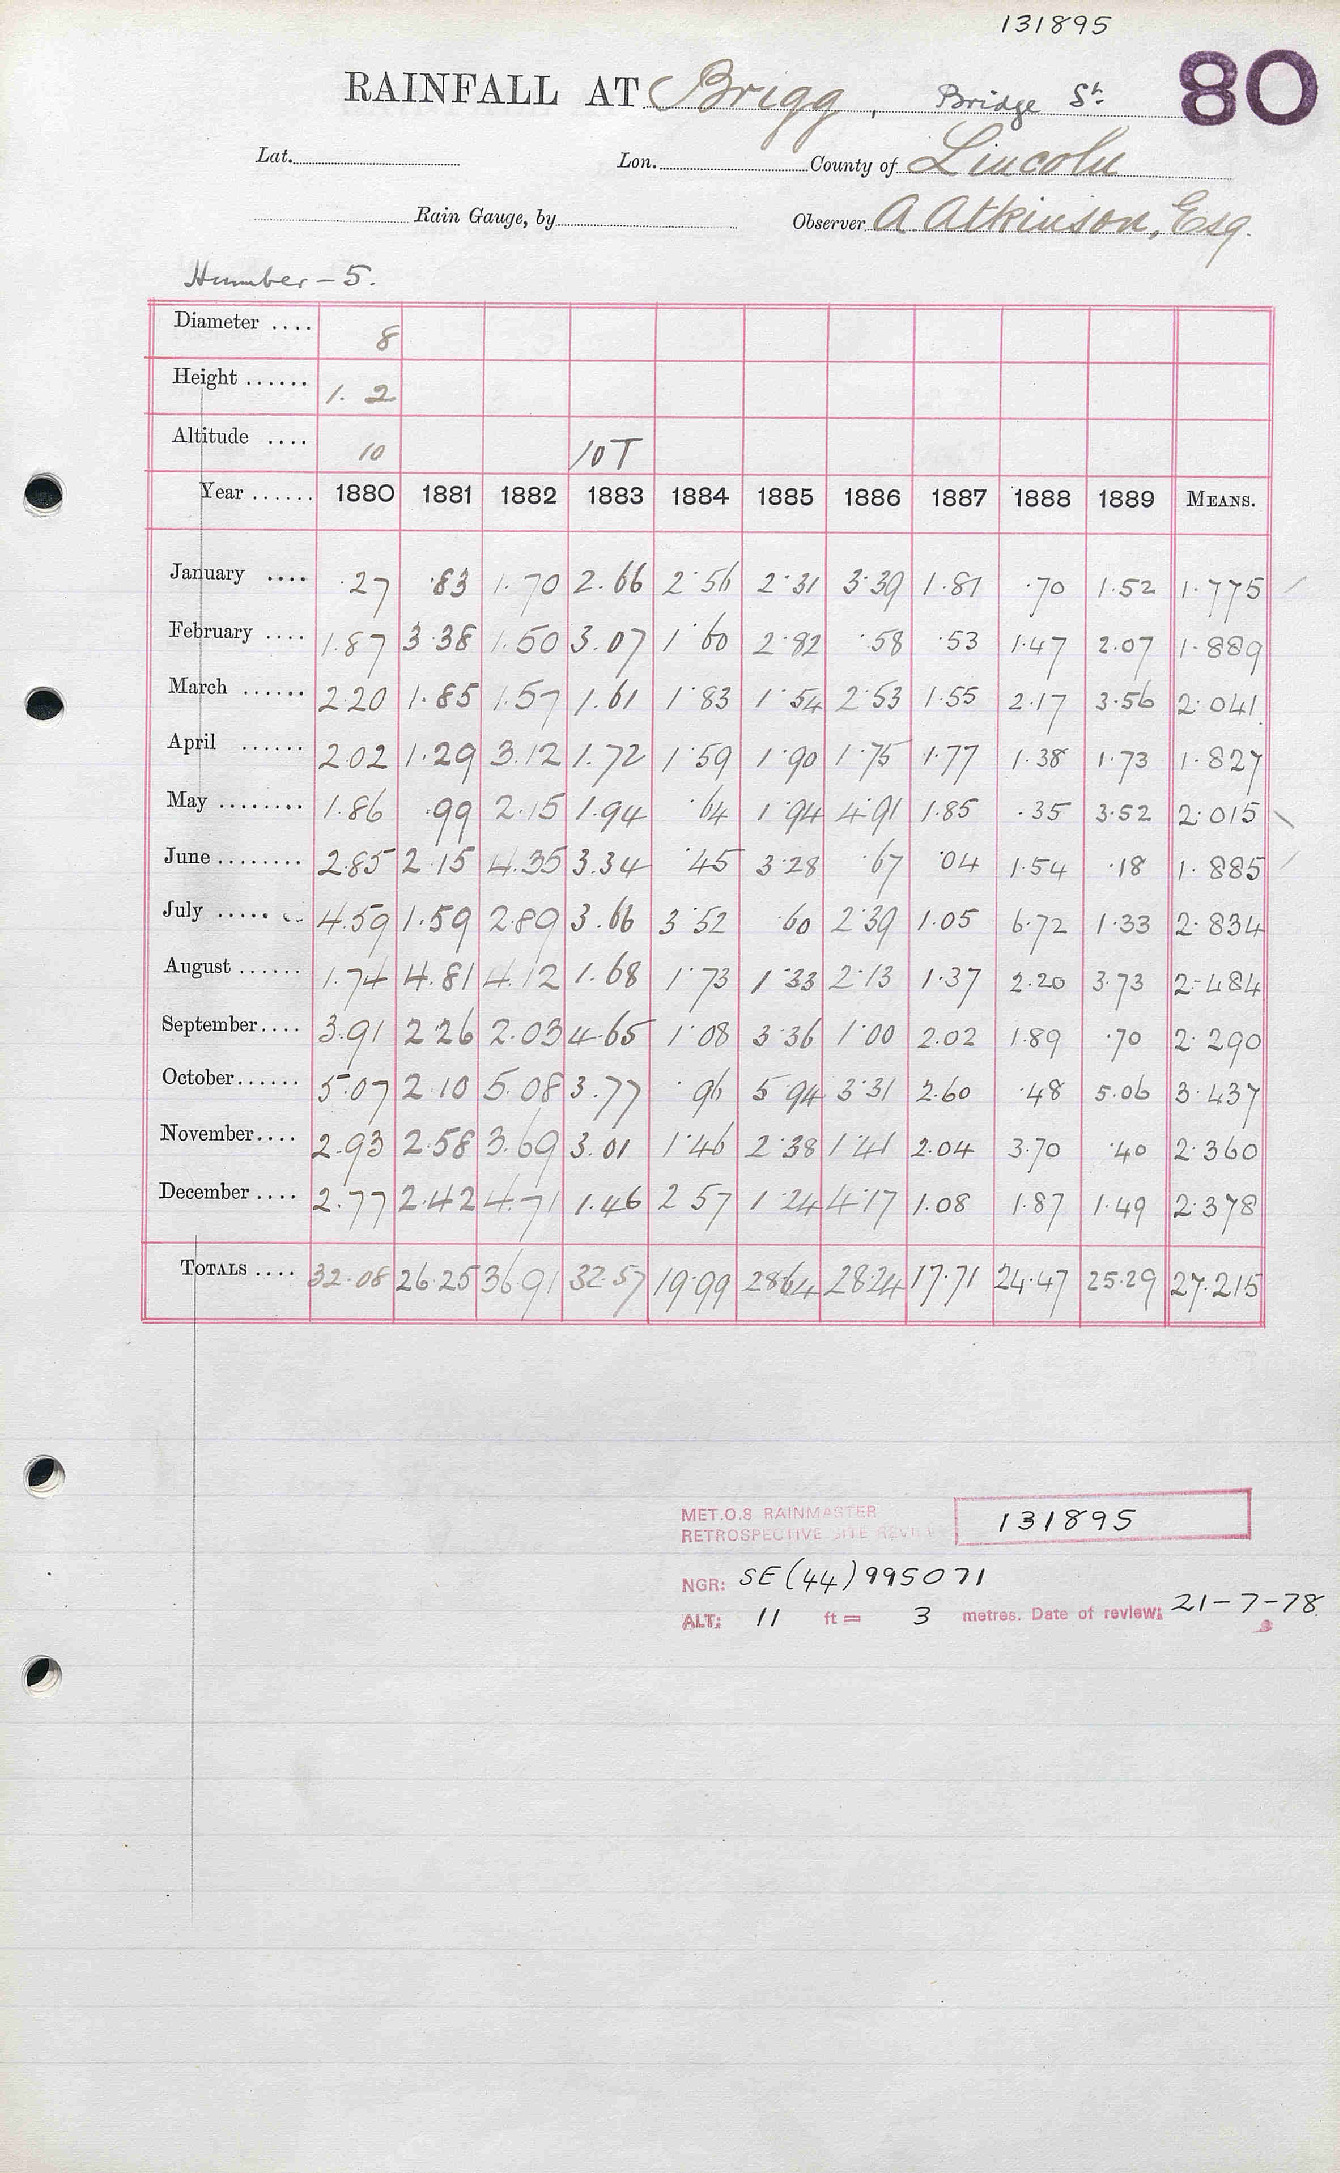 131895
RAINFALL AT Brigg, Bridge St. 80
Lat. Lon. County of Lincoln
Rain Gauge, by Observer A Atkinson, Esq.
Humber - 5.
Diameter .... 8
Height ...... 1. 2
Altitude .... 10 10T
Year ...... 1880 1881 1882 1883 1884 1885 1886 1887 1888 1889 MEANS.
January .... .27 .83 1.70 2.66 2.56 2.31 3.39 1.81 .70 1.52 1.775
February .... 1.87 3.38 1.50 3.07 1.60 2.82 .58 .53 1.47 2.07 1.889
March ...... 2.20 1.85 1.57 1.61 1.83 1.54 2.53 1.55 2.17 3.56 2.041
April ...... 2.02 1.29 3.12 1.72 1.59 1.90 1.75 1.77 1.38 1.73 1.827
May ........ 1.86 .99 2.15 1.94 .64 1.94 4.91 1.85 .35 3.52 2.015
June ........ 2.85 2.15 4.35 3.34 .45 3.28 .67 .04 1.54 .18 1.885
July ..... 4.59 1.59 2.89 3.66 3.52 .60 2.39 1.05 6.72 1.33 2.834
August ...... 1.74 4.81 4.12 1.68 1.73 1.33 2.13 1.37 2.20 3.73 2.484
September.... 3.91 2.26 2.03 4.65 1.08 3.36 1.00 2.02 1.89 .70 2.290
October...... 5.07 2.10 5.08 3.77 .96 5.94 3.31 2.60 .48 5.06 3.437
November.... 2.93 2.58 3.69 3.01 1.46 2.38 1.41 2.04 3.70 .40 2.360
December .... 2.77 2.42 4.71 1.46 2.57 1.24 4.17 1.08 1.87 1.49 2.378
TOTALS .... 32.08 26.25 36.91 32.57 19.99 28.64 28.24 17.71 24.47 25.29 27.215
MET.O.8 RAINMASTER
RETROSPECTIVE SITE REVIEW 131895
NGR: SE(44)995071
ALT: 11 ft = 3 metres. Date of review: 21-7-78